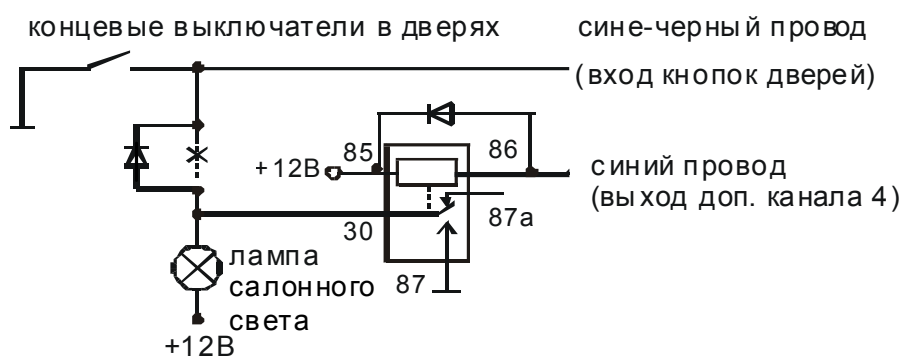 концевые выключатели в дверях
сине-черный провод
(вход кнопок дверей)
+12В
85
86
синий провод
(выход доп. канала 4)
87а
30
87
лампа
салонного
света
+12В